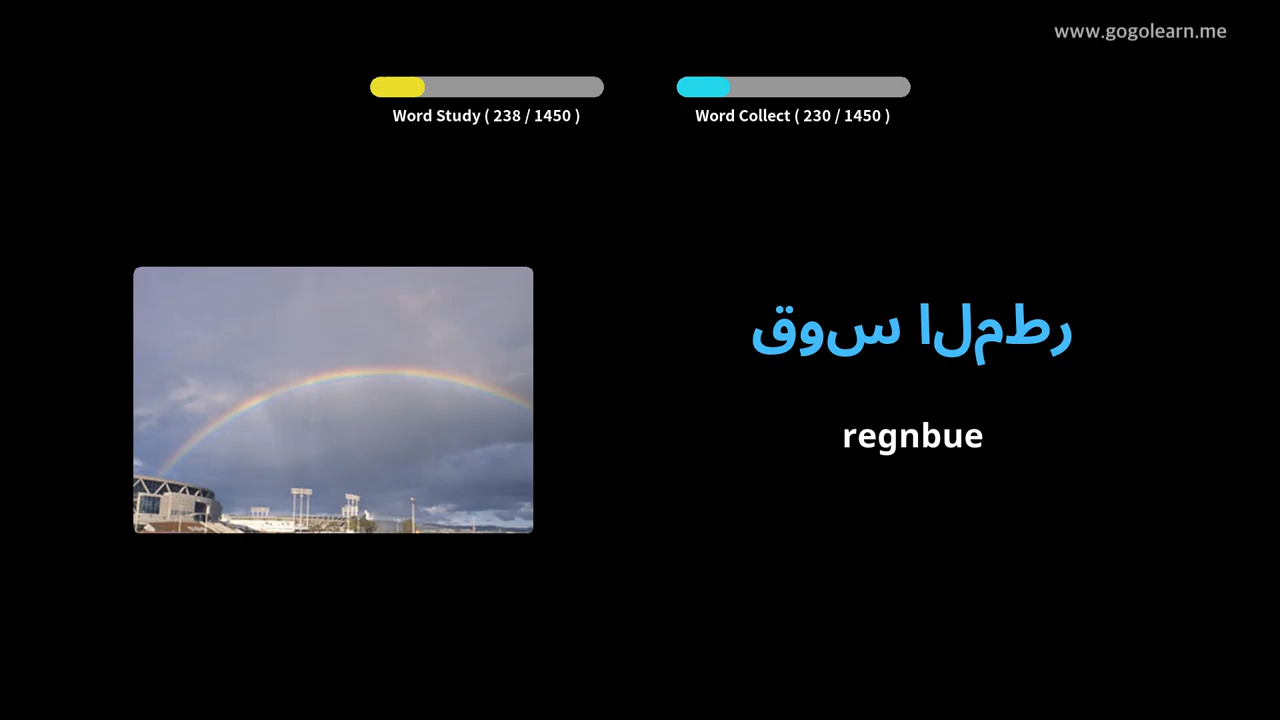 www.gogolearn.me
Word Study ( 238 / 1450 )
Word Collect ( 230 / 1450 )
قوس المطر
regnbue